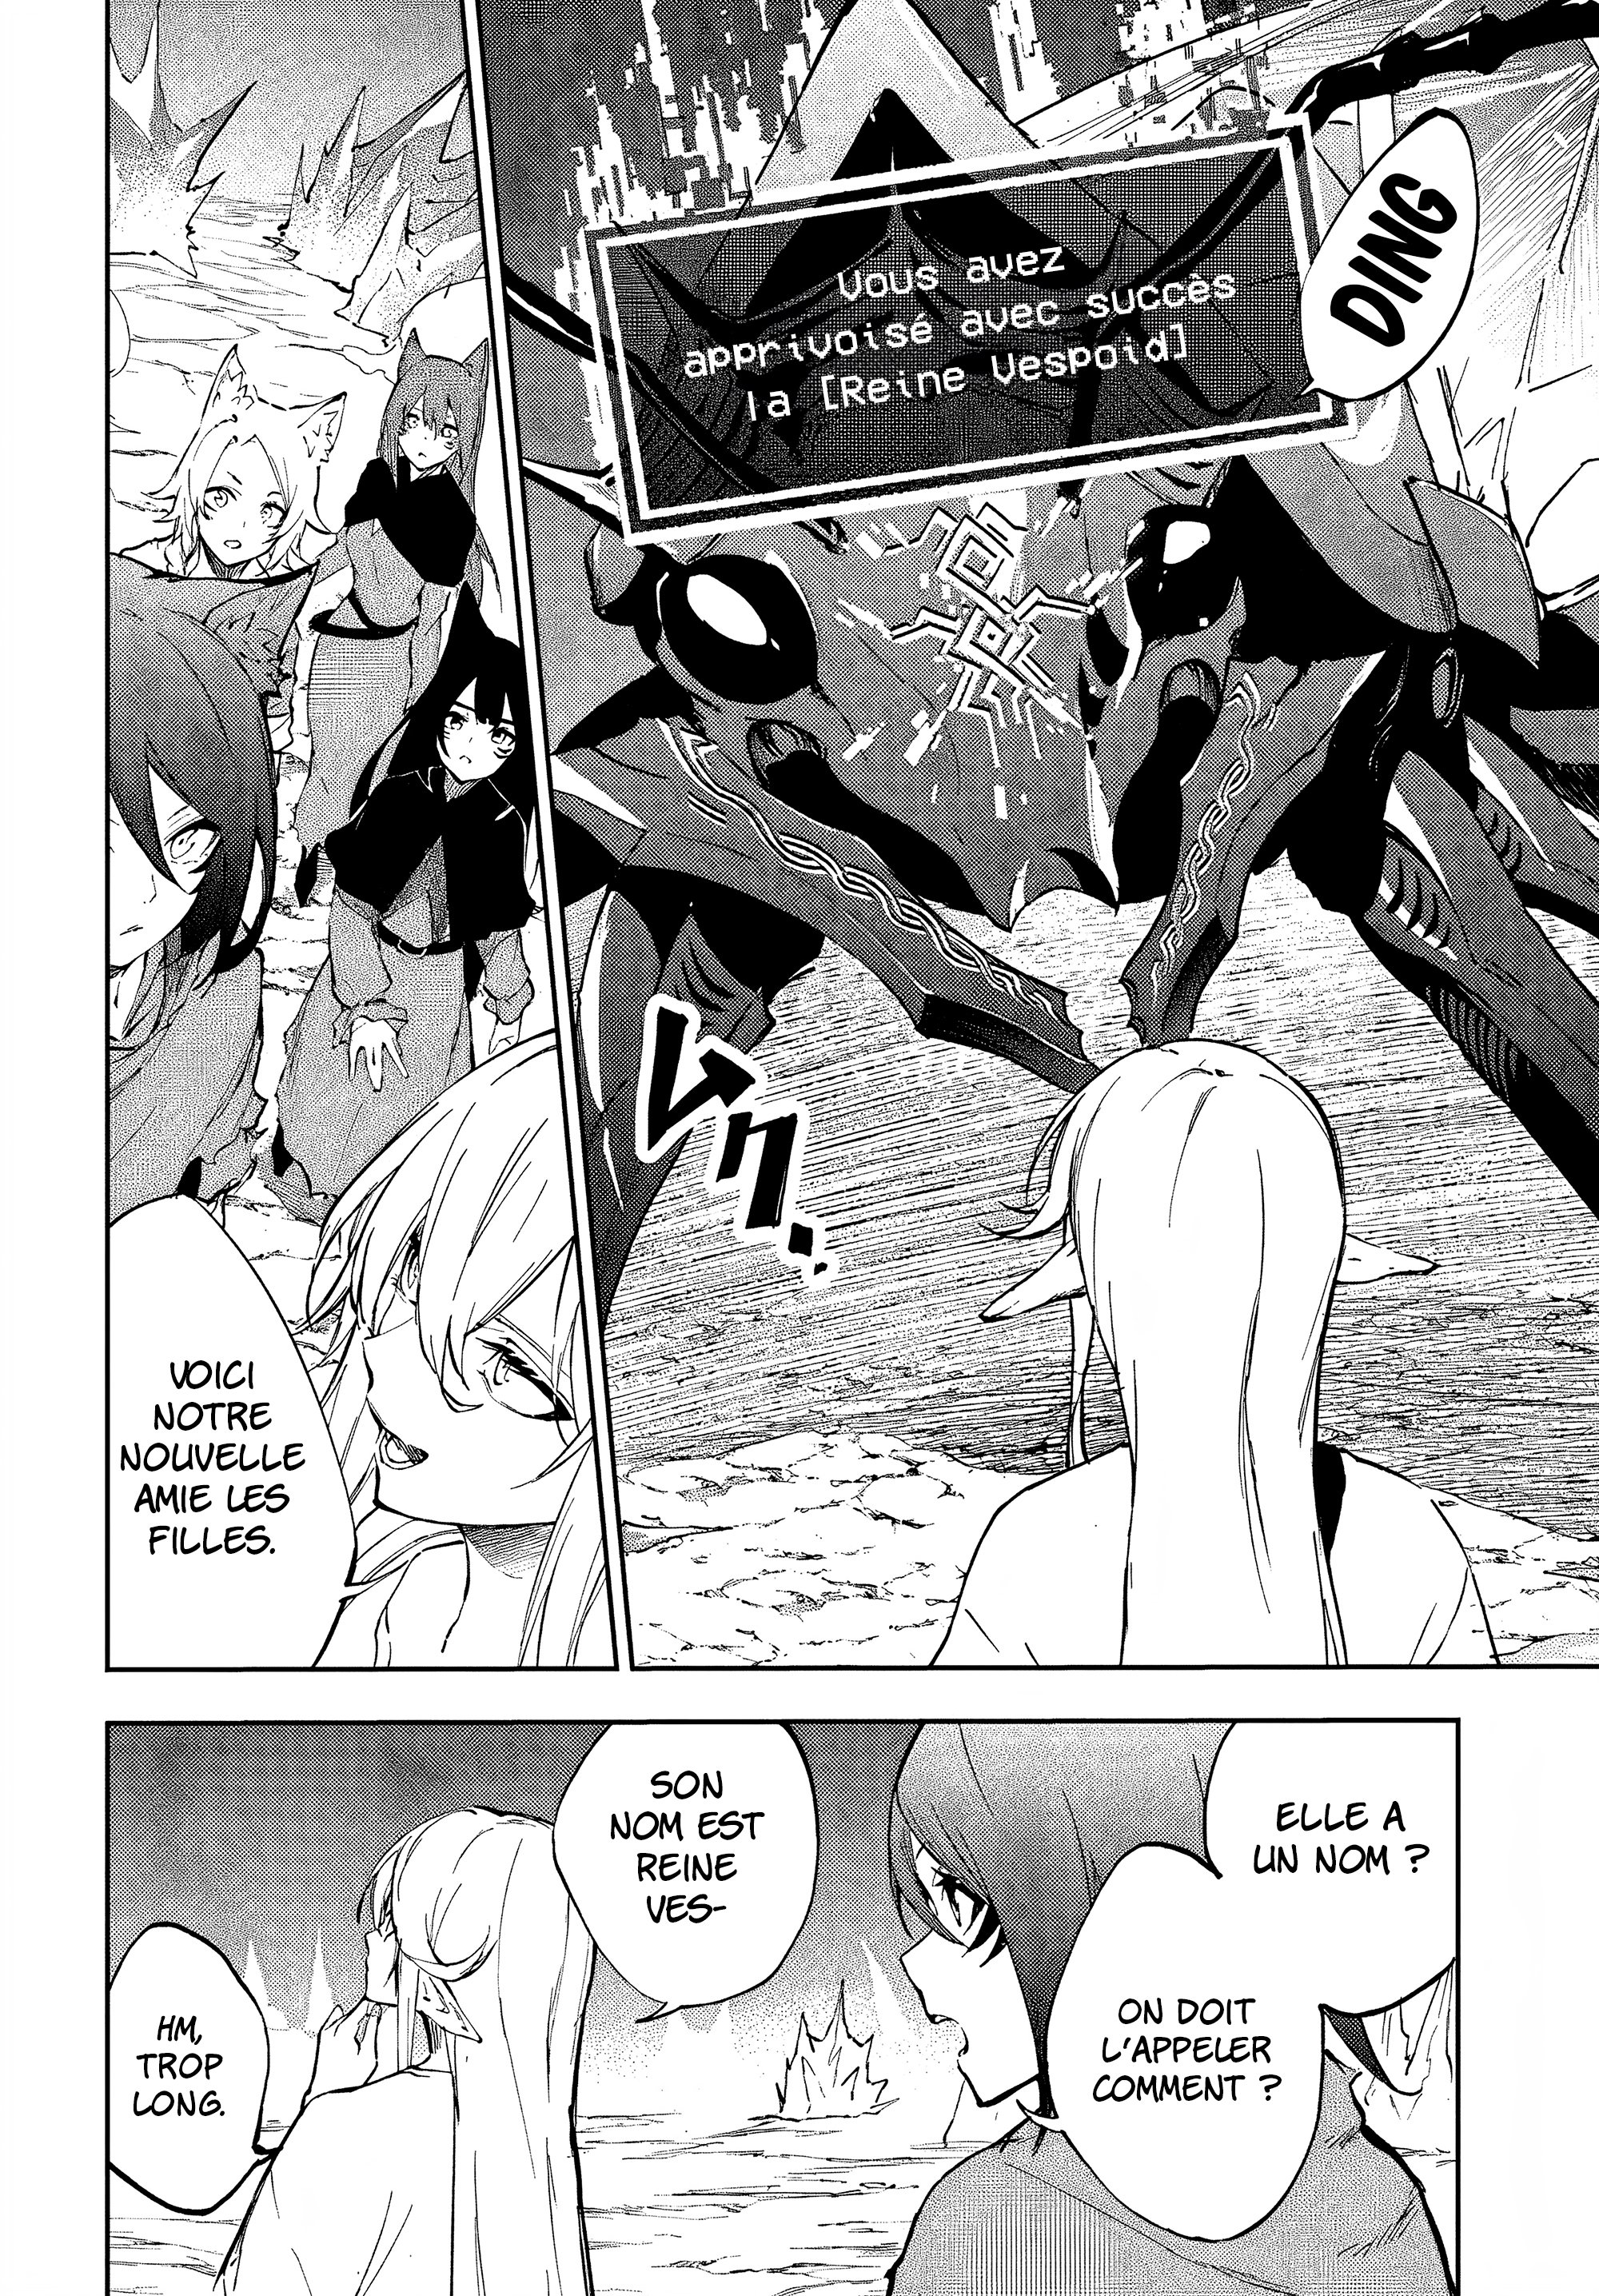 DING
Vous avez
apprivoisé avec succès
la [Reine Vespoid]
ムク.
VOICI
NOTRE
NOUVELLE
AMIE LES
FILLES.
ELLE A
UN NOM ?
ON DOIT
L'APPELER
COMMENT ?
SON
NOM EST
REINE
VES-
HM,
TROP
LONG.